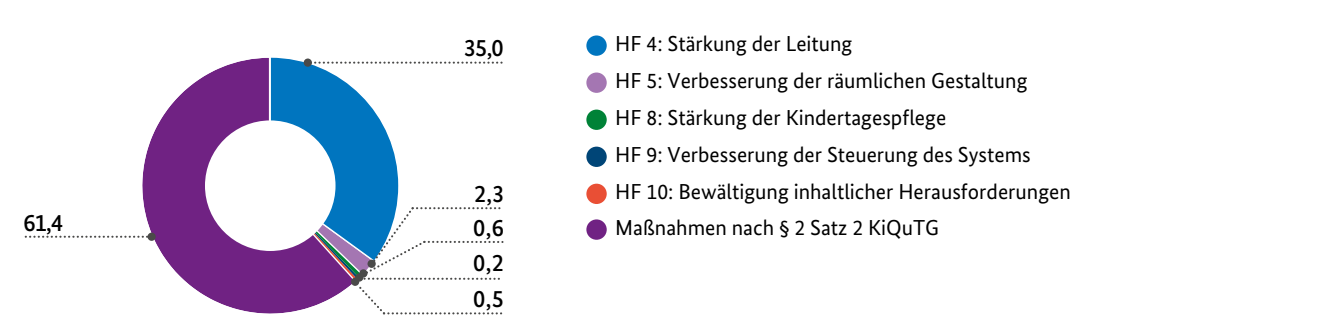 35,0
2,3
0,6
0,2
0,5
61,4
HF 4: Stärkung der Leitung
HF 5: Verbesserung der räumlichen Gestaltung
HF 8: Stärkung der Kindertagespflege
HF 9: Verbesserung der Steuerung des Systems
HF 10: Bewältigung inhaltlicher Herausforderungen
Maßnahmen nach § 2 Satz 2 KiQuTG